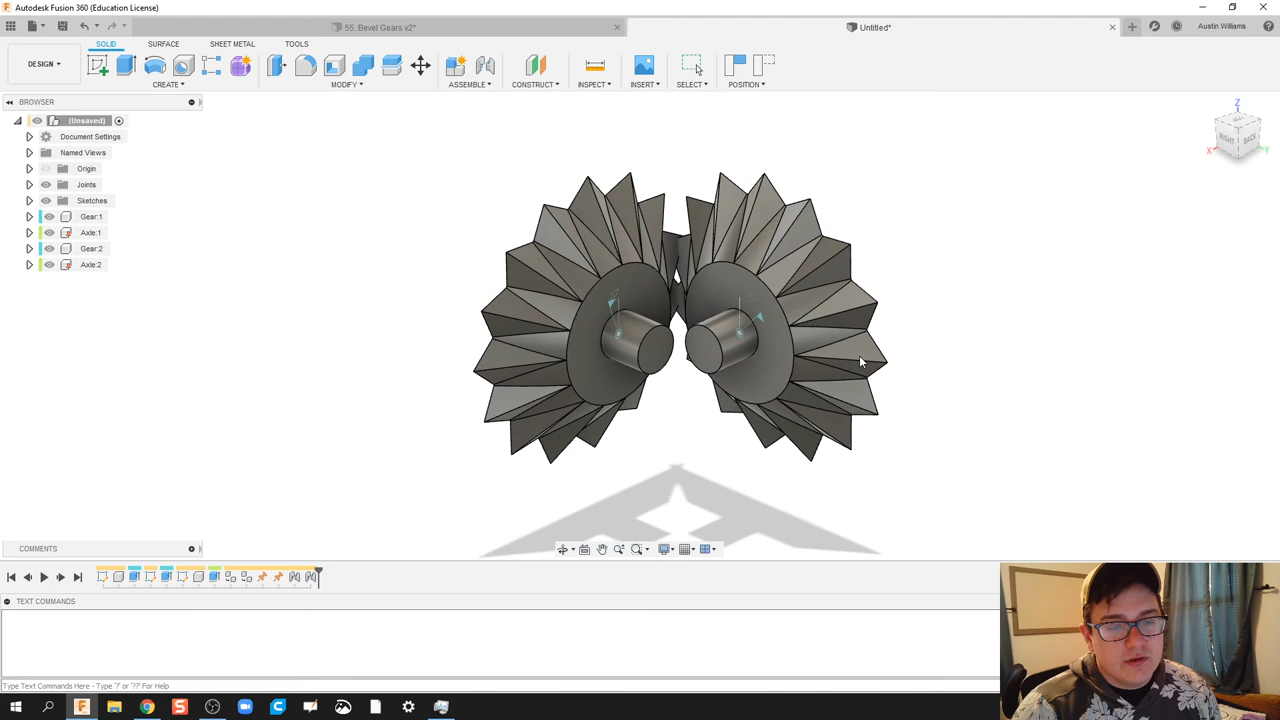 Autodesk Fusion 360 (Education License)
55. Bevel Gears v2*
Untitled*
Austin Williams
SOLID SURFACE SHEET METAL TOOLS
DESIGN ▾
CREATE ▾ MODIFY ▾ ASSEMBLE ▾ CONSTRUCT ▾ INSPECT ▾ INSERT ▾ SELECT ▾ POSITION ▾
BROWSER
(Unsaved)
Document Settings
Named Views
Origin
Joints
Sketches
Gear:1
Axle:1
Gear:2
Axle:2
Z
RIGHT BACK
X Y
COMMENTS
TEXT COMMANDS
Type Text Commands Here - Type '?' or '??' For Help